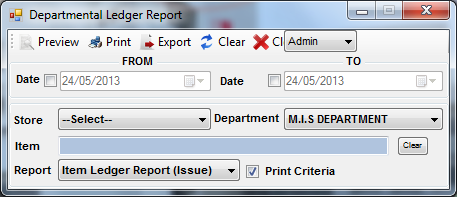 Departmental Ledger Report
Preview Print Export Clear Cl Admin
FROM TO
Date 24/05/2013 Date 24/05/2013
Store --Select-- Department M.I.S DEPARTMENT
Item Clear
Report Item Ledger Report (Issue) Print Criteria